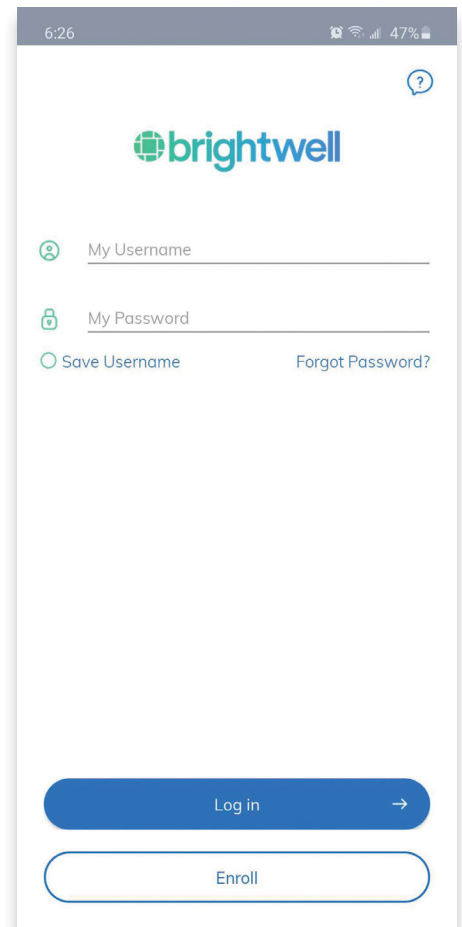 6:26 47%
?
brightwell
My Username
My Password
Save Username Forgot Password?
Log in →
Enroll